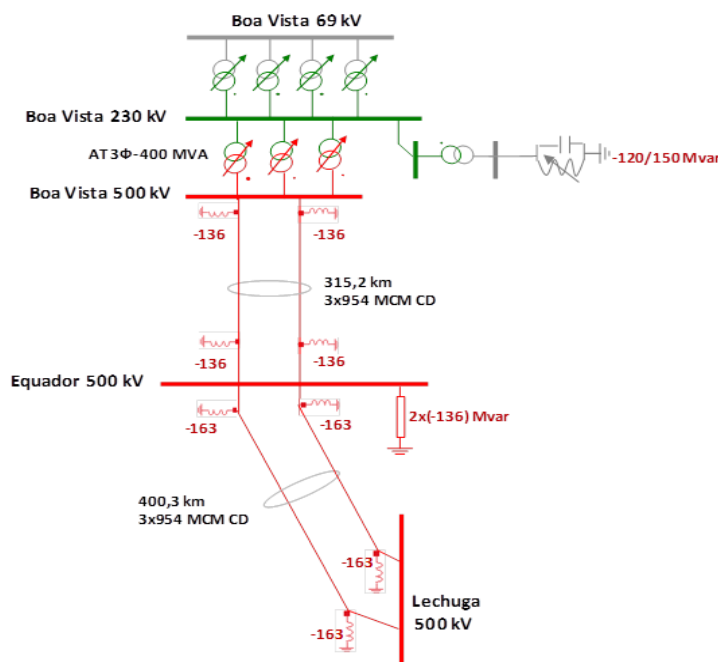 Boa Vista 69 kV
Boa Vista 230 kV
AT3Φ-400 MVA
-120/150 Mvar
Boa Vista 500 kV
-136
-136
315,2 km
3x954 MCM CD
-136
-136
Equador 500 kV
-163
-163
2x(-136) Mvar
400,3 km
3x954 MCM CD
-163
Lechuga
500 kV
-163